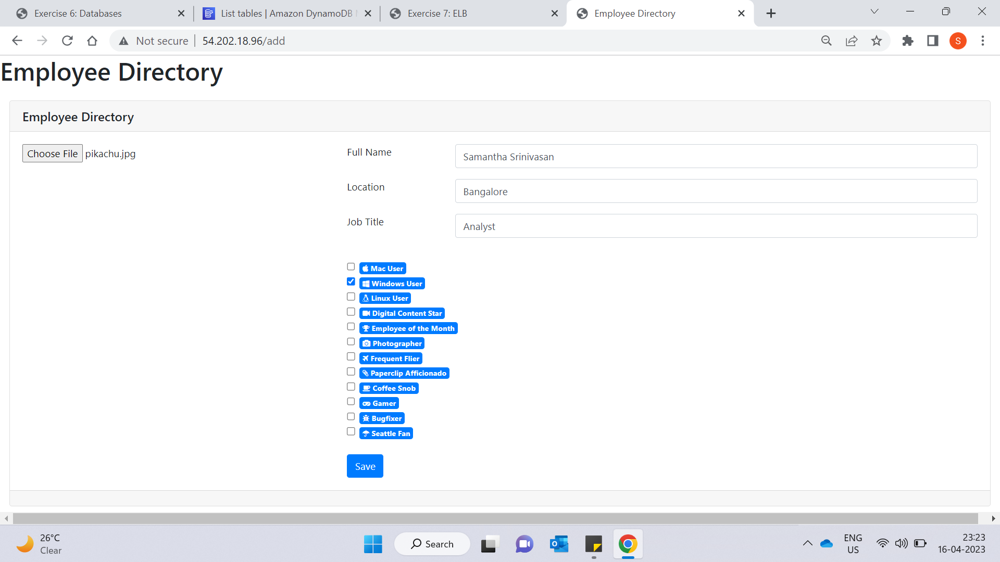 Exercise 6: Databases
List tables | Amazon DynamoDB
Exercise 7: ELB
Employee Directory
Not secure
54.202.18.96/add
S
Employee Directory
Employee Directory
Choose File pikachu.jpg
Full Name
Samantha Srinivasan
Location
Bangalore
Job Title
Analyst
Mac User
Windows User
Linux User
Digital Content Star
Employee of the Month
Photographer
Frequent Flier
Paperclip Afficionado
Coffee Snob
Gamer
Bugfixer
Seattle Fan
Save
26°C
Clear
Search
ENG
US
23:23
16-04-2023